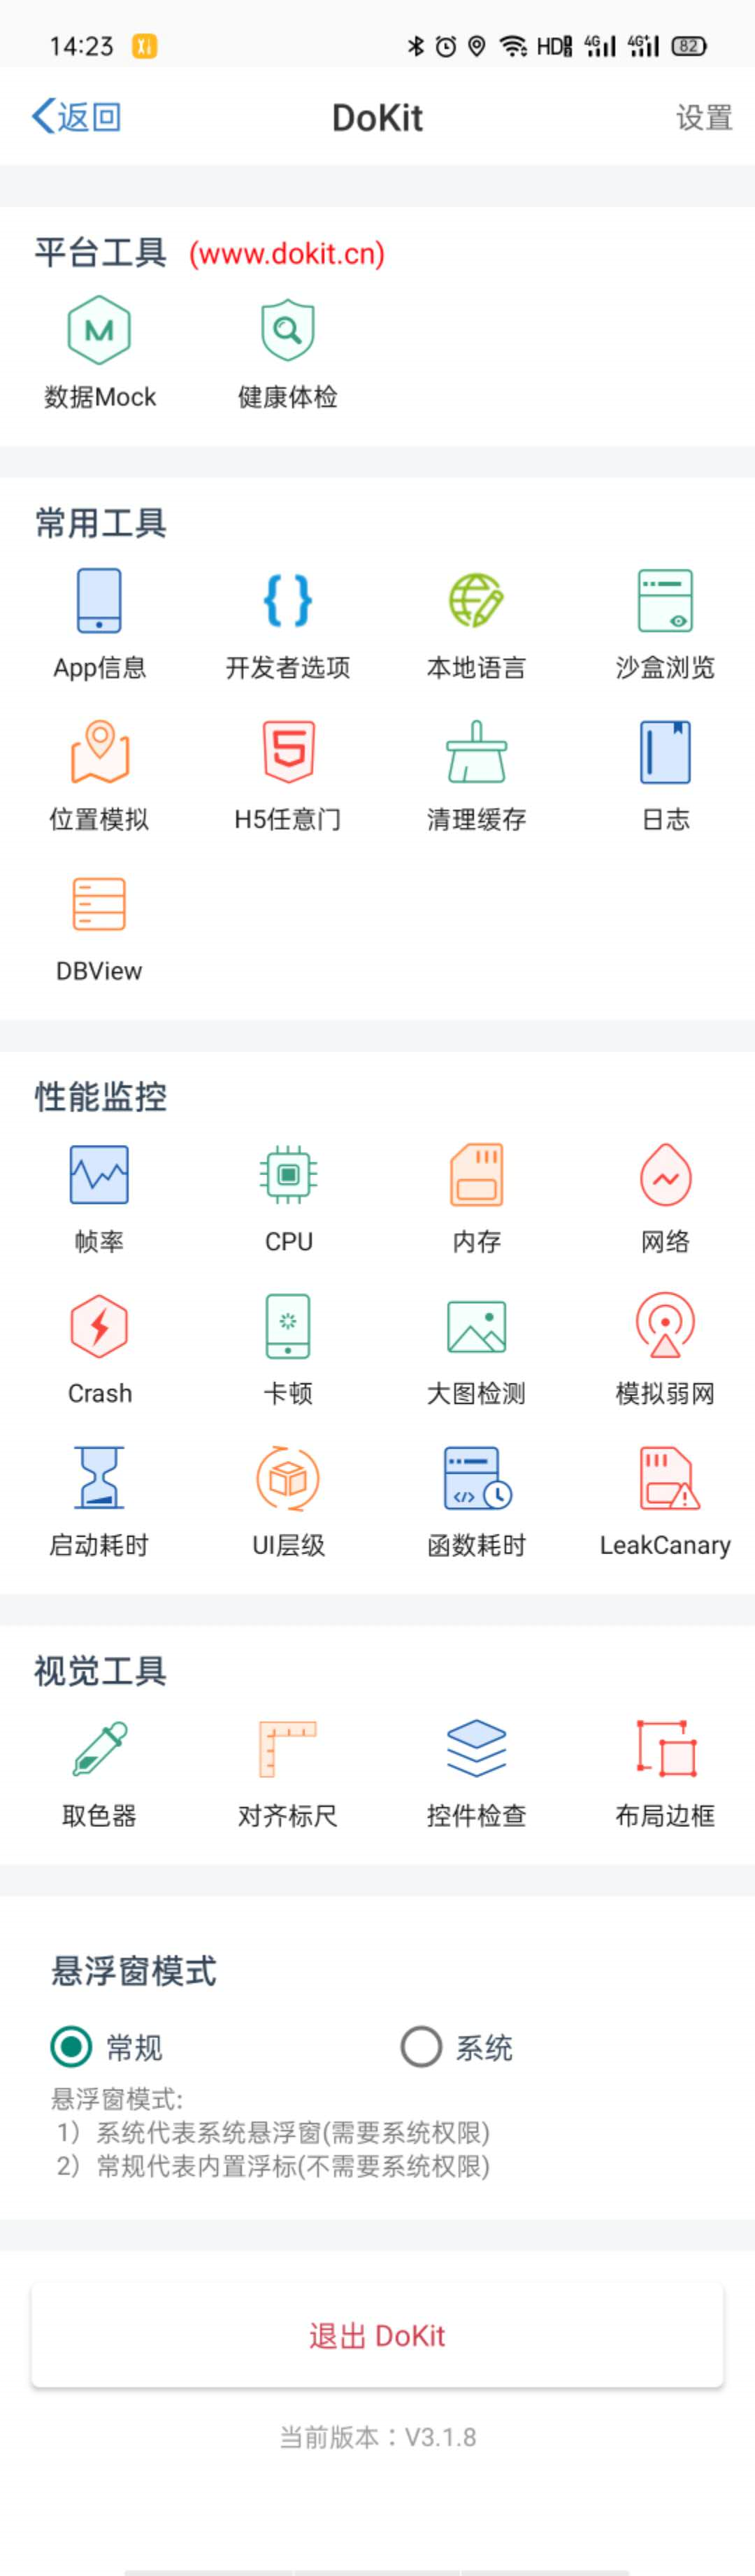 14:23 HD 4G 4G+ 82
返回 DoKit 设置
平台工具 (www.dokit.cn)
M
数据Mock 健康体检
常用工具
{ }
App信息 开发者选项 本地语言 沙盒浏览
5
位置模拟 H5任意门 清理缓存 日志
DBView
性能监控
帧率 CPU 内存 网络
Crash 卡顿 大图检测 模拟弱网
</>
启动耗时 UI层级 函数耗时 LeakCanary
视觉工具
取色器 对齐标尺 控件检查 布局边框
悬浮窗模式
常规 系统
悬浮窗模式:
1）系统代表系统悬浮窗(需要系统权限)
2）常规代表内置浮标(不需要系统权限)
退出 DoKit
当前版本：V3.1.8